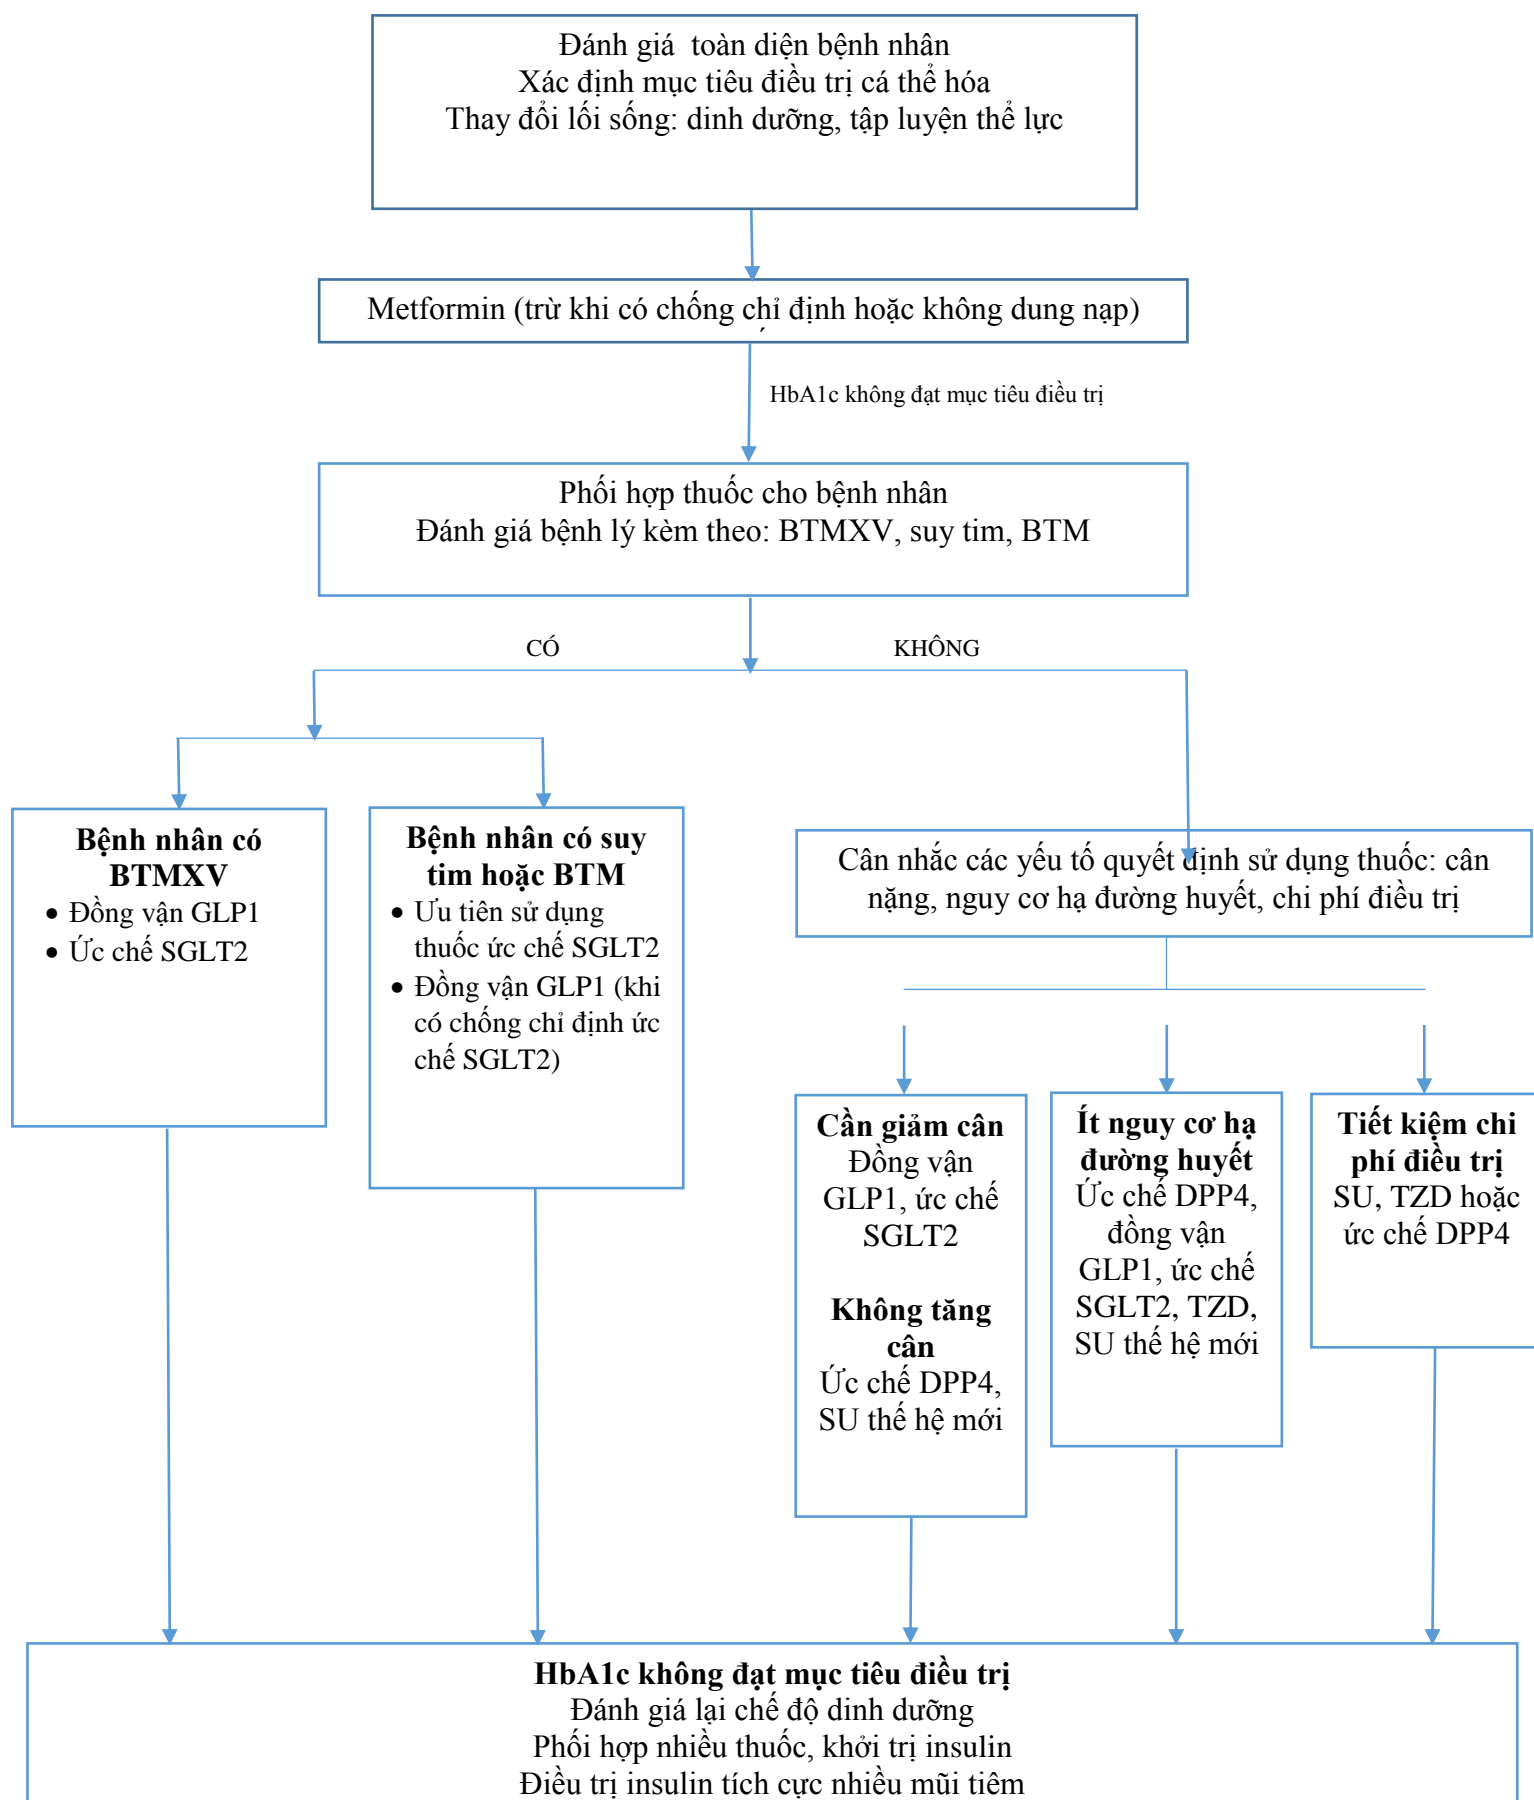 Đánh giá toàn diện bệnh nhân
Xác định mục tiêu điều trị cá thể hóa
Thay đổi lối sống: dinh dưỡng, tập luyện thể lực
Metformin (trừ khi có chống chỉ định hoặc không dung nạp)
HbA1c không đạt mục tiêu điều trị
Phối hợp thuốc cho bệnh nhân
Đánh giá bệnh lý kèm theo: BTMXV, suy tim, BTM
CÓ
KHÔNG
Bệnh nhân có
BTMXV
• Đồng vận GLP1
• Ức chế SGLT2
Bệnh nhân có suy
tim hoặc BTM
• Ưu tiên sử dụng
thuốc ức chế SGLT2
• Đồng vận GLP1 (khi
có chống chỉ định ức
chế SGLT2)
Cân nhắc các yếu tố quyết định sử dụng thuốc: cân
nặng, nguy cơ hạ đường huyết, chi phí điều trị
Cần giảm cân
Đồng vận
GLP1, ức chế
SGLT2
Không tăng
cân
Ức chế DPP4,
SU thế hệ mới
Ít nguy cơ hạ
đường huyết
Ức chế DPP4,
đồng vận
GLP1, ức chế
SGLT2, TZD,
SU thế hệ mới
Tiết kiệm chi
phí điều trị
SU, TZD hoặc
ức chế DPP4
HbA1c không đạt mục tiêu điều trị
Đánh giá lại chế độ dinh dưỡng
Phối hợp nhiều thuốc, khởi trị insulin
Điều trị insulin tích cực nhiều mũi tiêm